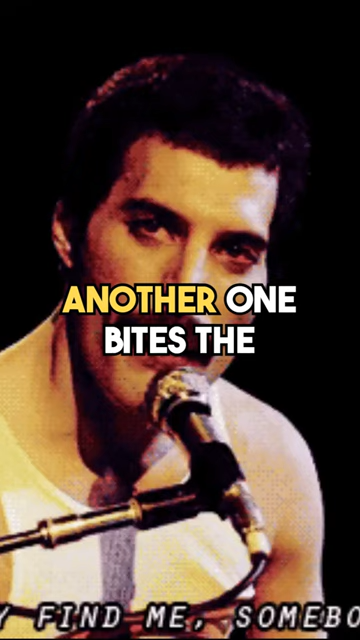 ANOTHER ONE
BITES THE
Y FIND ME, SOMEBO